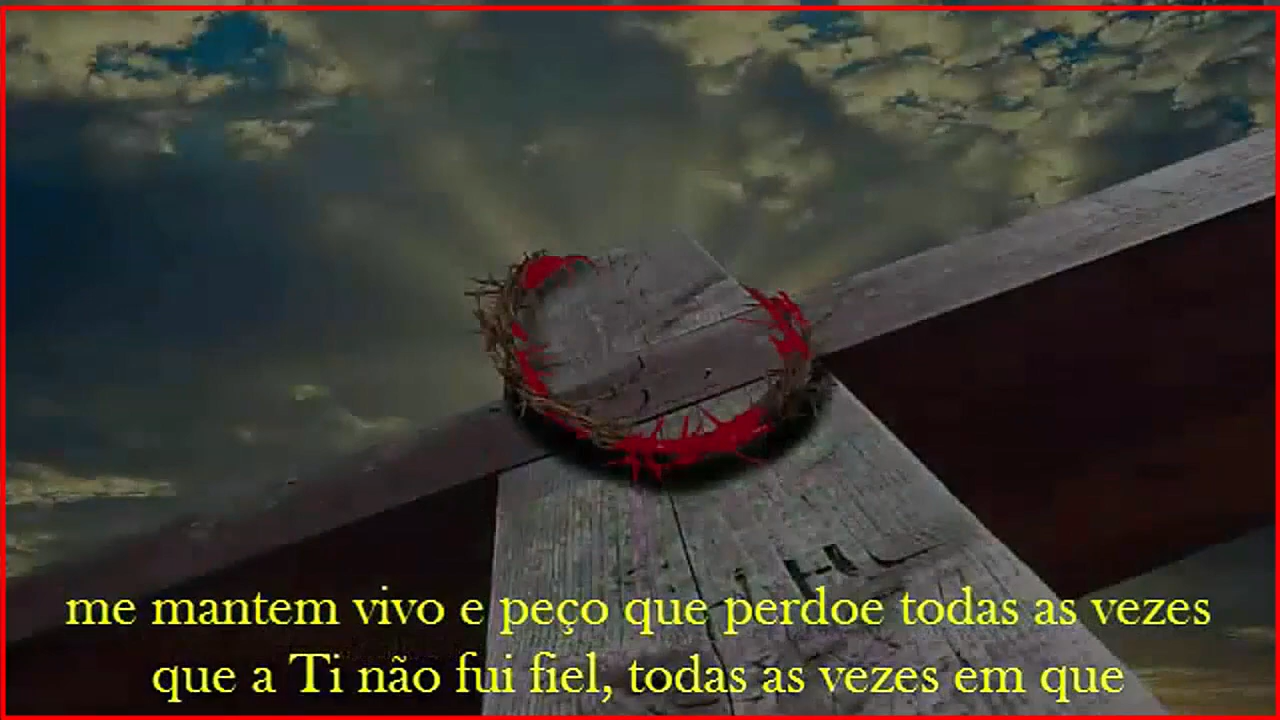 me mantem vivo e peço que perdoe todas as vezes
que a Ti não fui fiel, todas as vezes em que